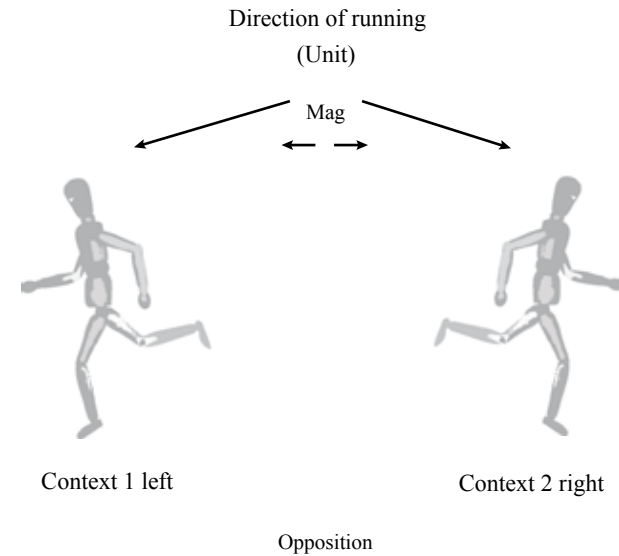 Direction of running
(Unit)
Mag
Context 1 left
Context 2 right
Opposition